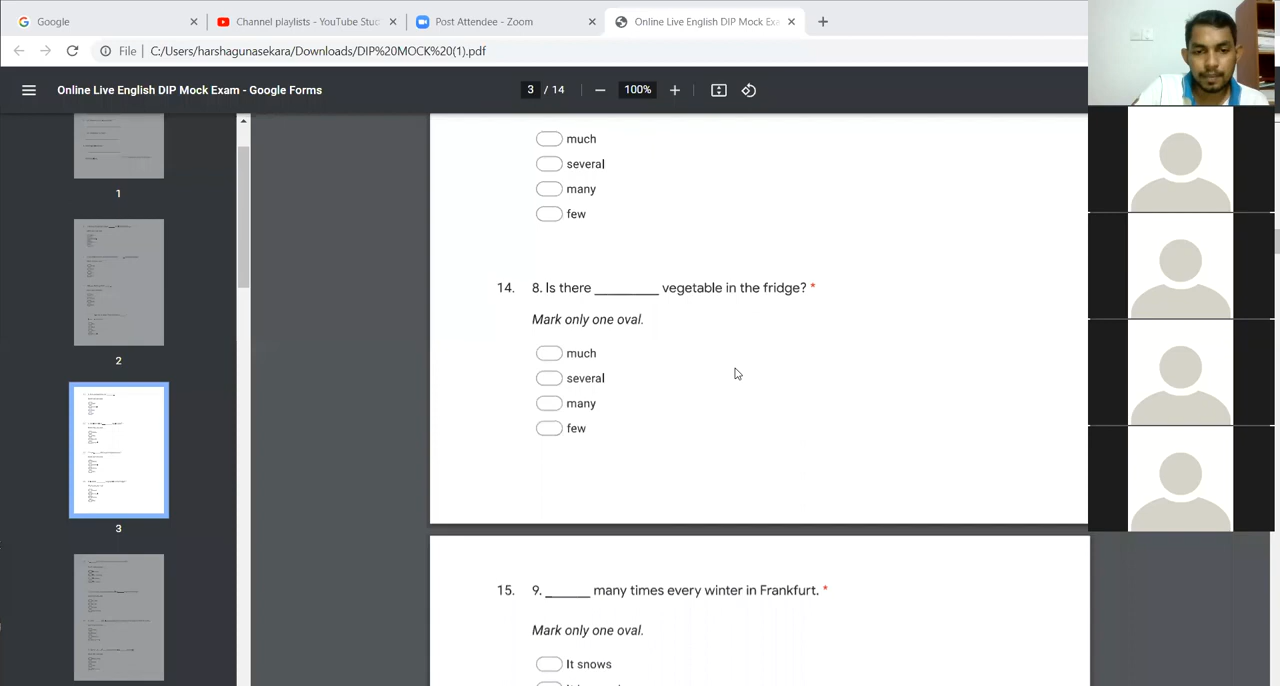 Google
Channel playlists - YouTube Stud
Post Attendee - Zoom
Online Live English DIP Mock Exa
File
C:/Users/harshagunasekara/Downloads/DIP%20MOCK%20(1).pdf
Online Live English DIP Mock Exam - Google Forms
3 / 14
100%
1
2
3
much
several
many
few
14. 8. Is there _________ vegetable in the fridge? *
Mark only one oval.
much
several
many
few
15. 9. ______ many times every winter in Frankfurt. *
Mark only one oval.
It snows